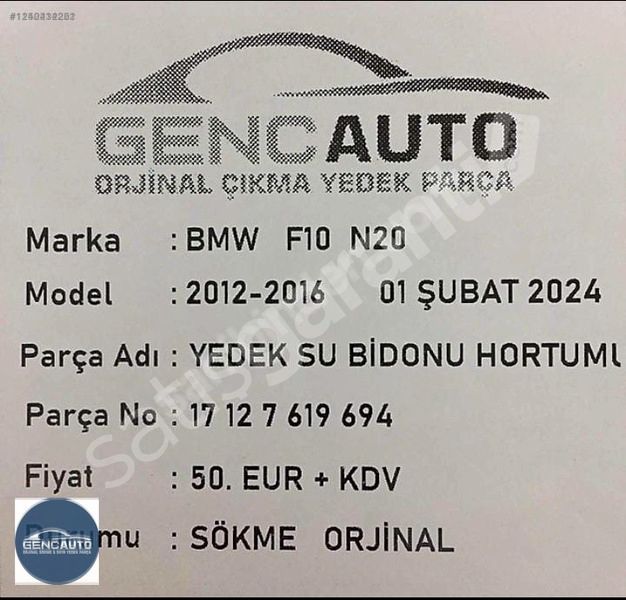 GENCAUTO
ORJİNAL ÇIKMA YEDEK PARÇA
Marka : BMW F10 N20
Model : 2012-2016 01 ŞUBAT 2024
Parça Adı : YEDEK SU BİDONU HORTUMU
Parça No : 17 12 7 619 694
Fiyat : 50. EUR + KDV
Durumu : SÖKME ORJİNAL
GENCAUTO